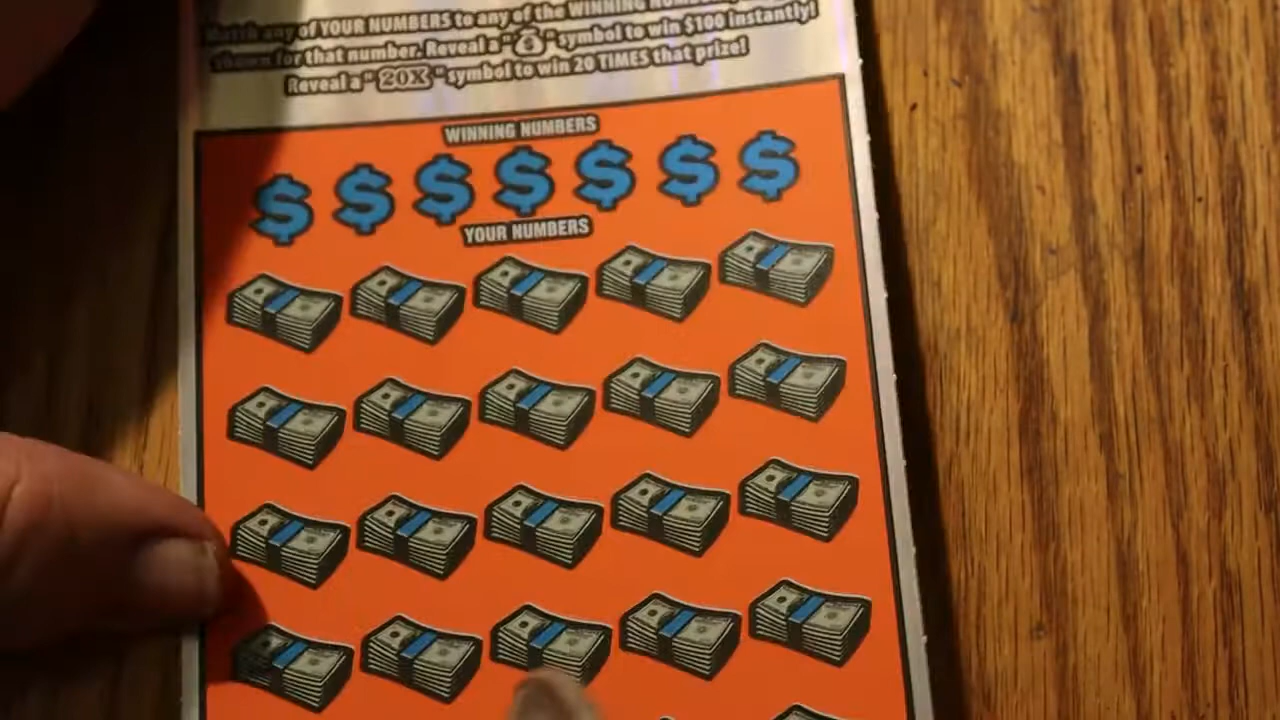 Match any of YOUR NUMBERS to any of the WINNING
shown for that number. Reveal a "$" symbol to win $100 instantly!
Reveal a "20X" symbol to win 20 TIMES that prize!
WINNING NUMBERS
$ $ $ $ $ $ $
YOUR NUMBERS